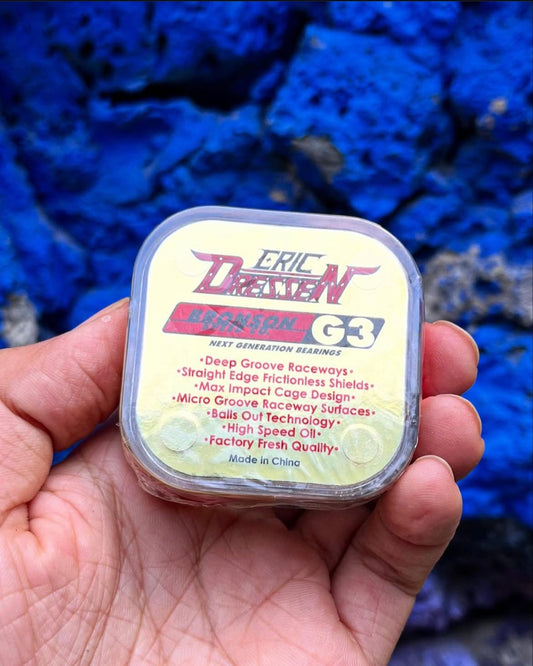 ERIC
DRESSEN
BRONSON
G3
NEXT GENERATION BEARINGS
•Deep Groove Raceways•
•Straight Edge Frictionless Shields•
•Max Impact Cage Design•
•Micro Groove Raceway Surfaces•
•Balls Out Technology•
•High Speed Oil•
•Factory Fresh Quality•
Made in China